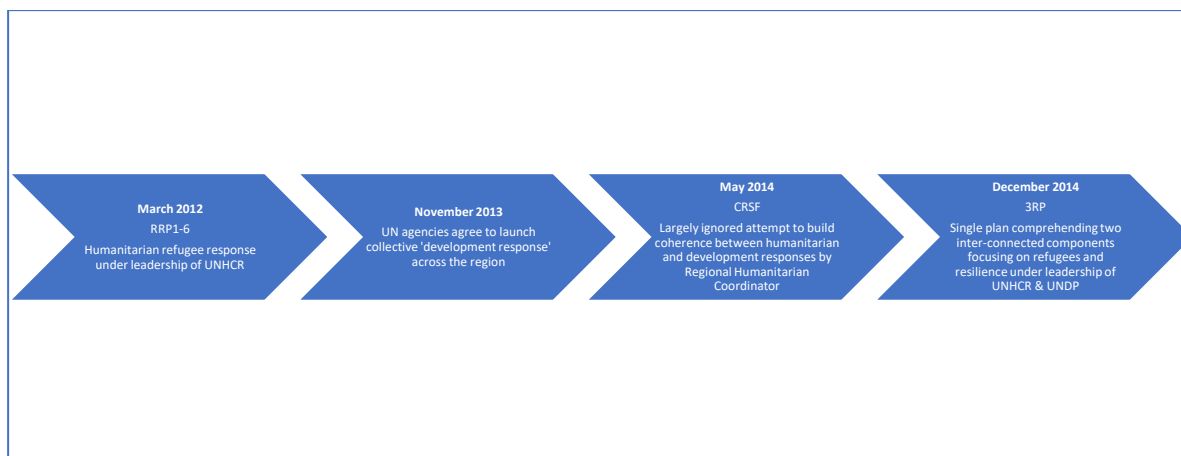 March 2012
RRP1-6
Humanitarian refugee response
under leadership of UNHCR
November 2013
UN agencies agree to launch
collective 'development response'
across the region
May 2014
CRSF
Largely ignored attempt to build
coherence between humanitarian
and development responses by
Regional Humanitarian
Coordinator
December 2014
3RP
Single plan comprehending two
inter-connected components
focusing on refugees and
resilience under leadership of
UNHCR & UNDP